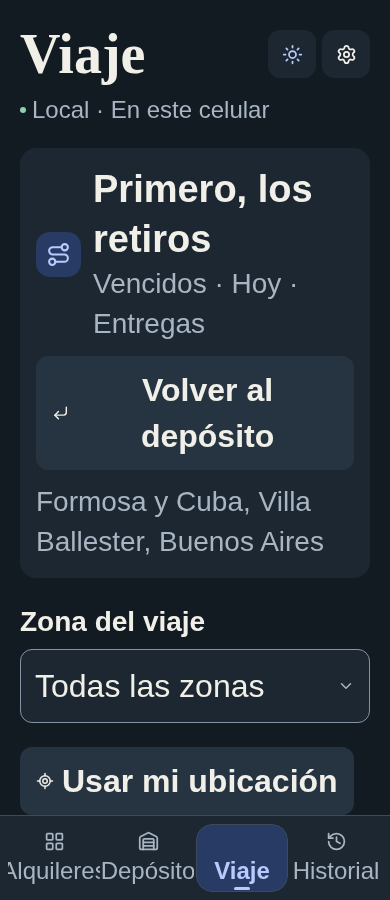 Viaje
Local · En este celular
Primero, los
retiros
Vencidos · Hoy ·
Entregas
Volver al
depósito
Formosa y Cuba, Villa
Ballester, Buenos Aires
Zona del viaje
Todas las zonas
Usar mi ubicación
Alquileres Depósito Viaje Historial